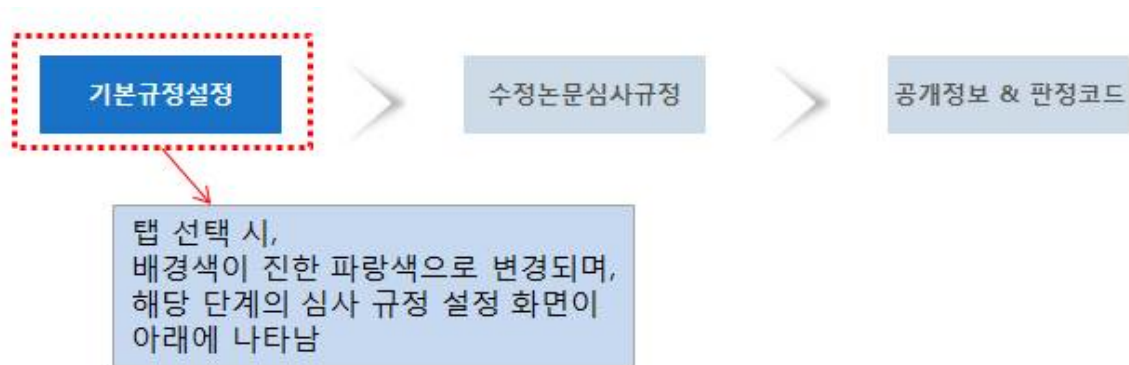 기본규정설정
수정논문심사규정
공개정보 & 판정코드
탭 선택 시,
배경색이 진한 파랑색으로 변경되며,
해당 단계의 심사 규정 설정 화면이
아래에 나타남